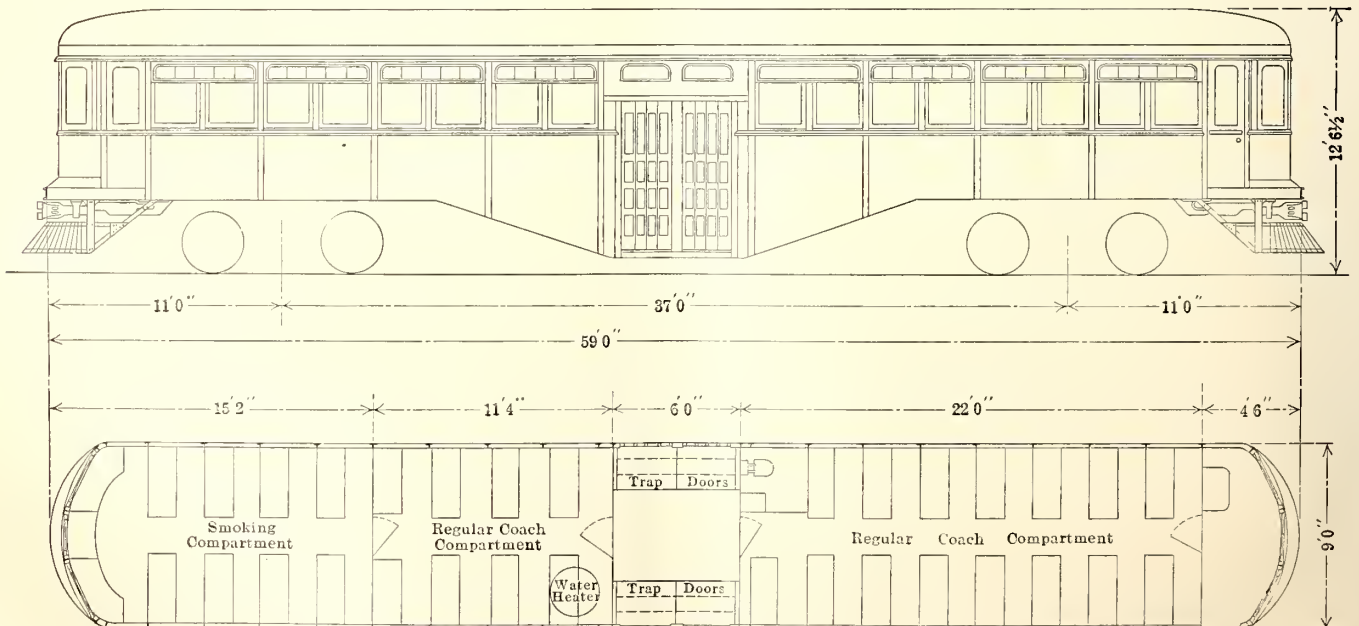 12'6½"
11'0"
37'0"
11'0"
59'0"
15'2"
11'4"
6'0"
22'0"
4'6"
Trap Doors
Smoking
Compartment
Regular Coach
Compartment
Regular Coach Compartment
9'0"
Water
Heater
Trap Doors